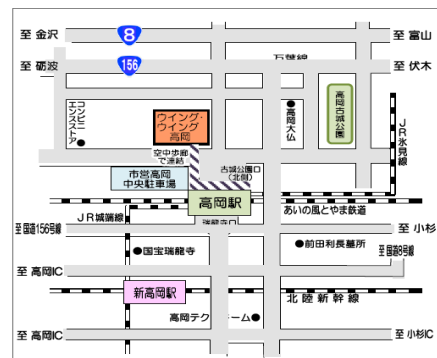 至 金沢
8
至 富山
万葉線
至 砺波
156
至 伏木
コンビニ
エンスストア
ウイング・
ウイング
高岡
高岡大仏
高岡古城公園
JR氷見線
空中歩廊
で連結
古城公園口
(北側)
市営高岡
中央駐車場
高岡駅
JR城端線
あいの風とやま鉄道
瑞龍寺口
至 国道156号線
至 小杉
国宝瑞龍寺
前田利長墓所
至 国道8号線
至 高岡IC
新高岡駅
北陸新幹線
高岡テク
ーム
至 高岡IC
至 小杉IC